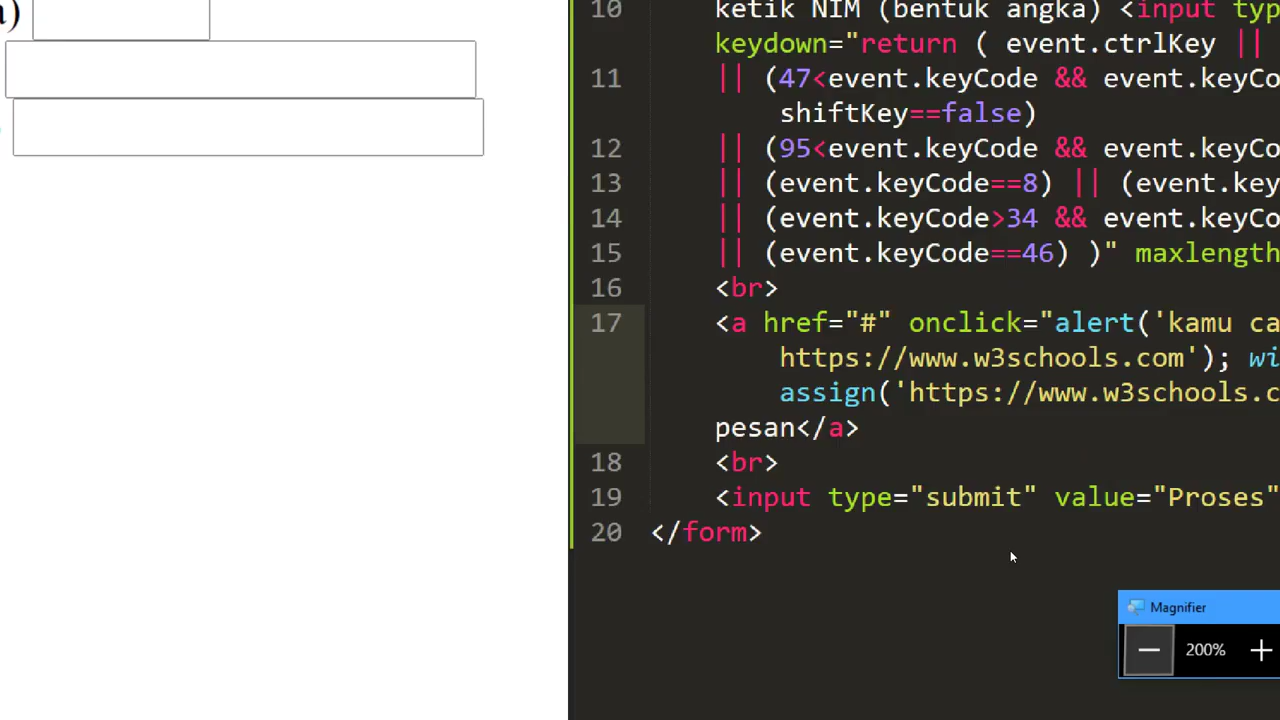 10 ketik NIM (bentuk angka) <input typ
keydown="return ( event.ctrlKey ||
11 || (47<event.keyCode && event.keyCo
shiftKey==false)
12 || (95<event.keyCode && event.keyCo
13 || (event.keyCode==8) || (event.key
14 || (event.keyCode>34 && event.keyCo
15 || (event.keyCode==46) )" maxlength
16 <br>
17 <a href="#" onclick="alert('kamu ca
https://www.w3schools.com'); wi
assign('https://www.w3schools.c
pesan</a>
18 <br>
19 <input type="submit" value="Proses"
20 </form>
Magnifier
200%